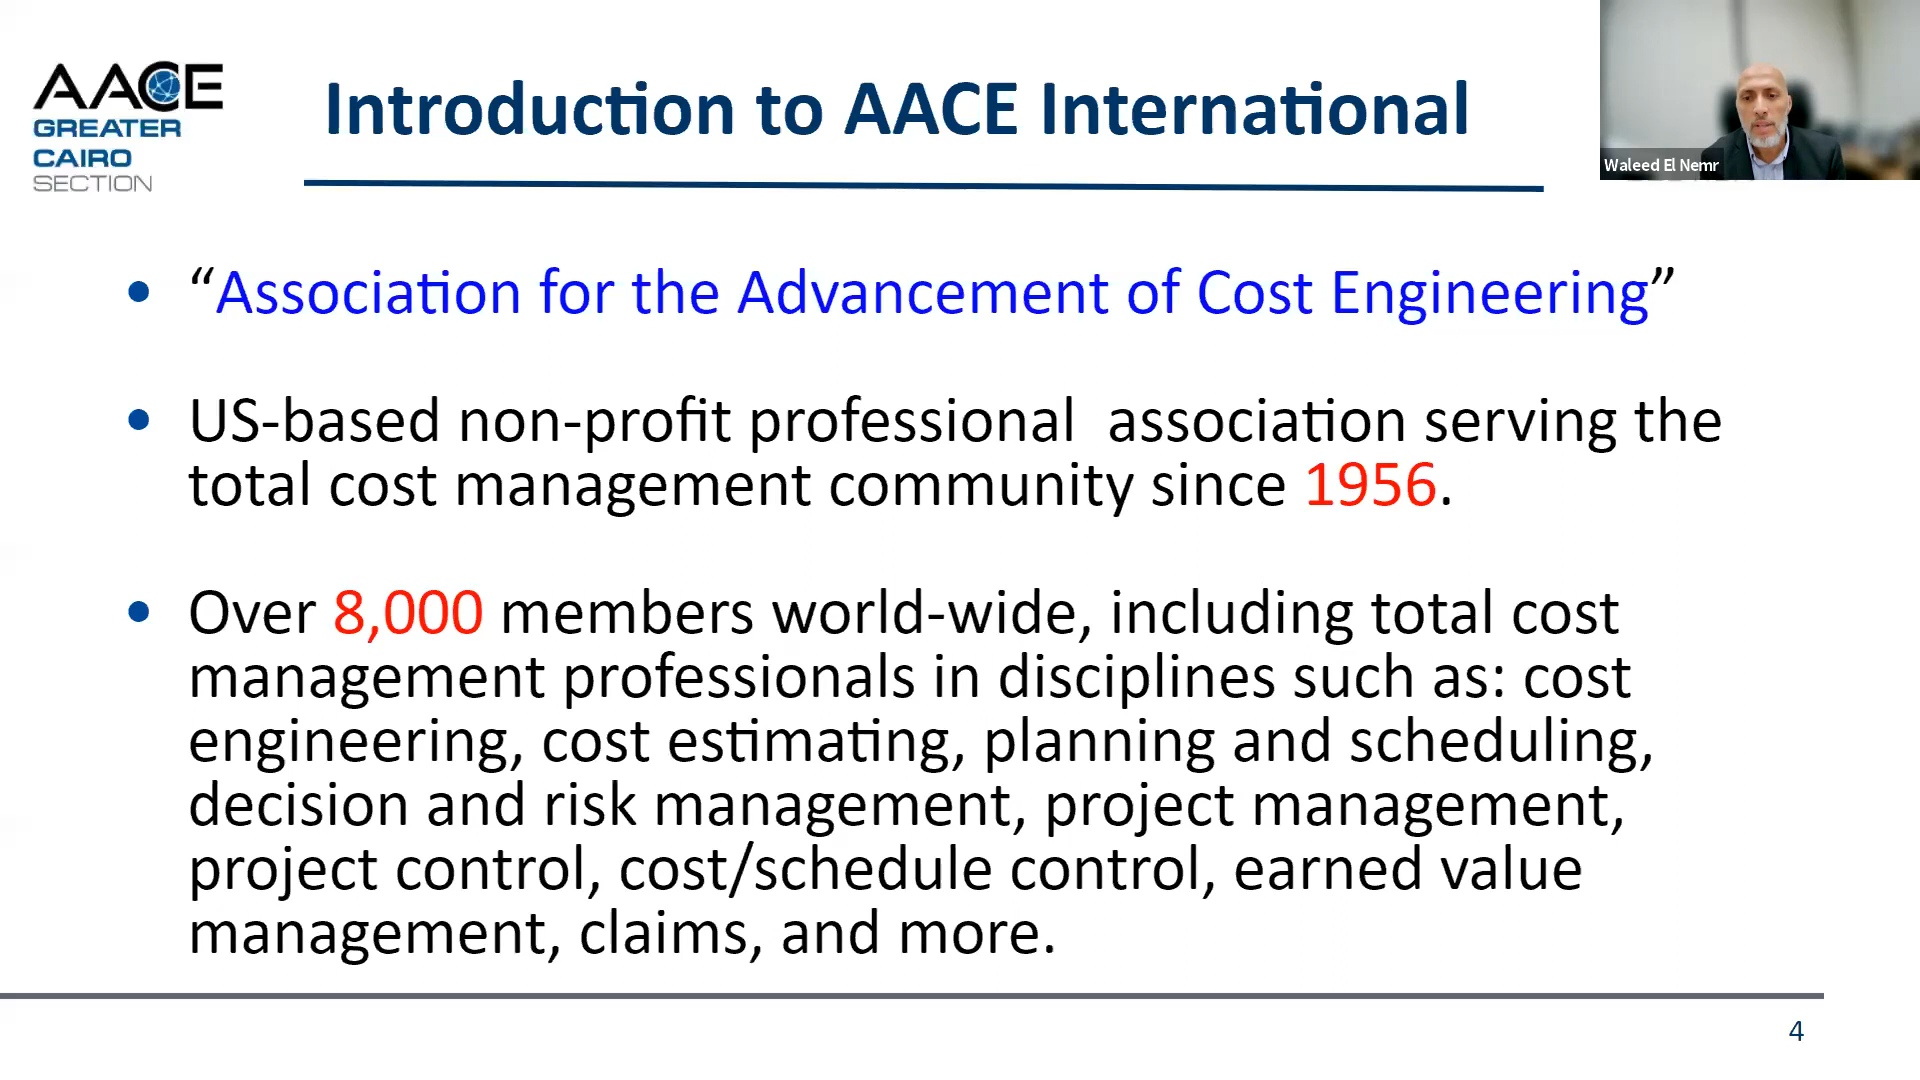 AACE
GREATER
CAIRO
SECTION
Introduction to AACE International
Waleed El Nemr
• “Association for the Advancement of Cost Engineering”
• US-based non-profit professional  association serving the
total cost management community since 1956.
• Over 8,000 members world-wide, including total cost
management professionals in disciplines such as: cost
engineering, cost estimating, planning and scheduling,
decision and risk management, project management,
project control, cost/schedule control, earned value
management, claims, and more.
4